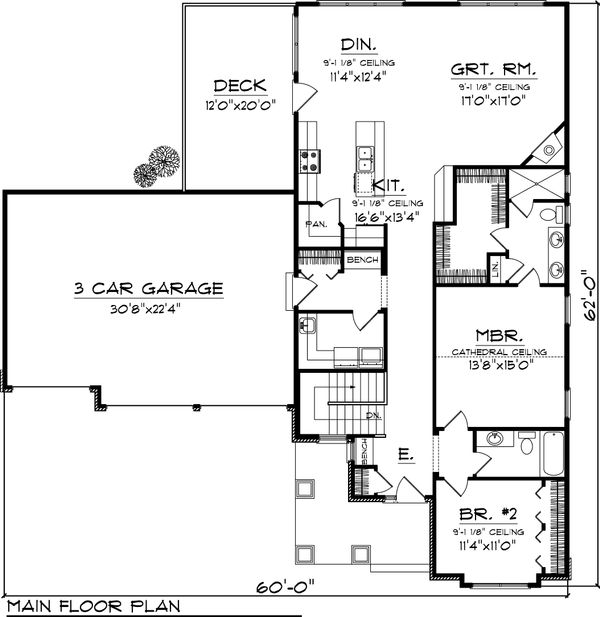 DIN.
9'-1 1/8" CEILING
11'4"x12'4"
GRT. RM.
9'-1 1/8" CEILING
17'0"x17'0"
DECK
12'0"x20'0"
KIT.
9'-1 1/8" CEILING
16'6"x13'4"
PAN.
BENCH
LIN.
3 CAR GARAGE
30'8"x22'4"
62'-0"
MBR.
CATHEDRAL CEILING
13'8"x15'0"
DN.
BENCH
E.
BR. #2
9'-1 1/8" CEILING
11'4"x11'0"
60'-0"
MAIN FLOOR PLAN